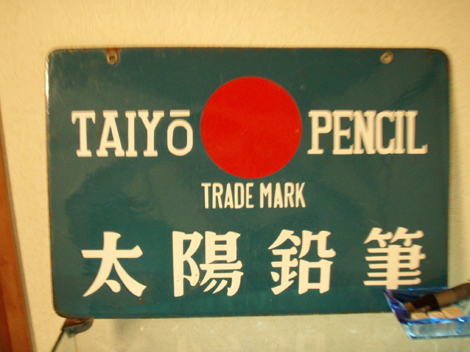 TAIYō PENCIL
TRADE MARK
太陽鉛筆